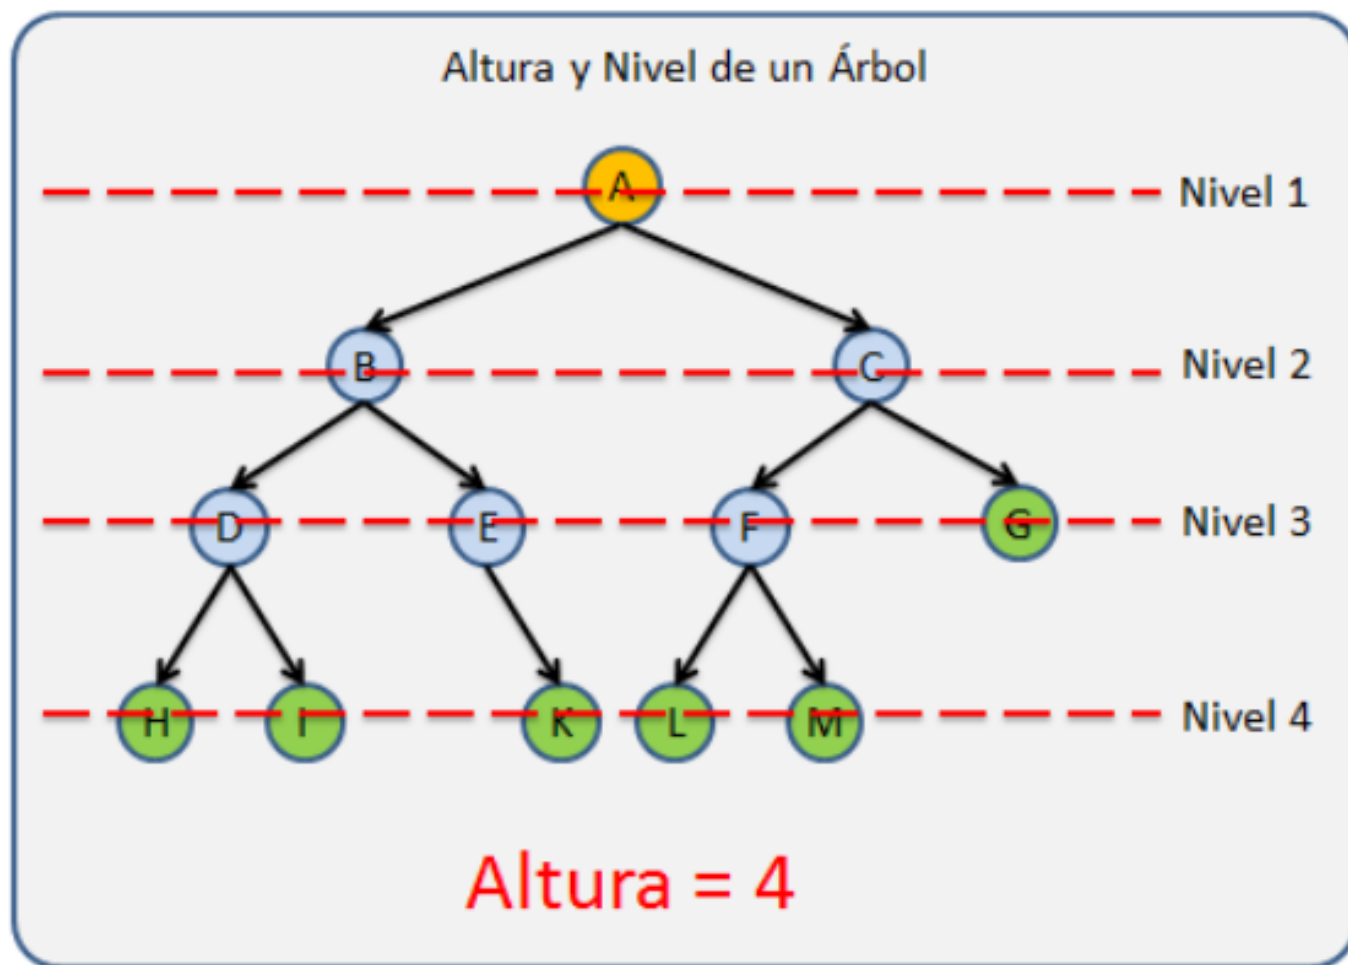 Altura y Nivel de un Árbol
A
Nivel 1
B C
Nivel 2
D E F G
Nivel 3
H I K L M
Nivel 4
Altura = 4